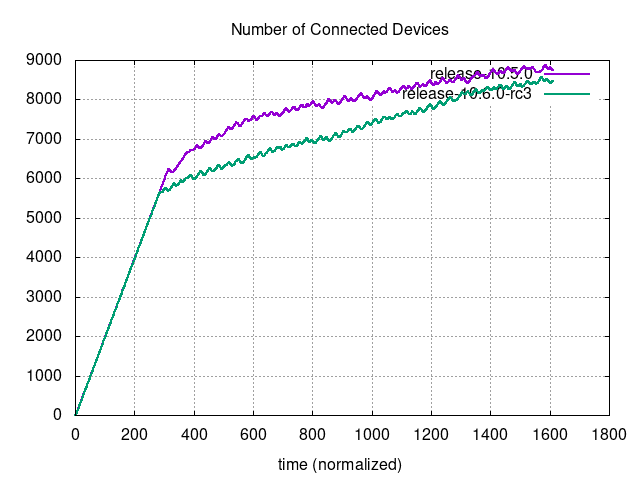 Number of Connected Devices
9000
8000
7000
6000
5000
4000
3000
2000
1000
0
release-10.5.0
release-10.6.0-rc3
0 200 400 600 800 1000 1200 1400 1600 1800
time (normalized)